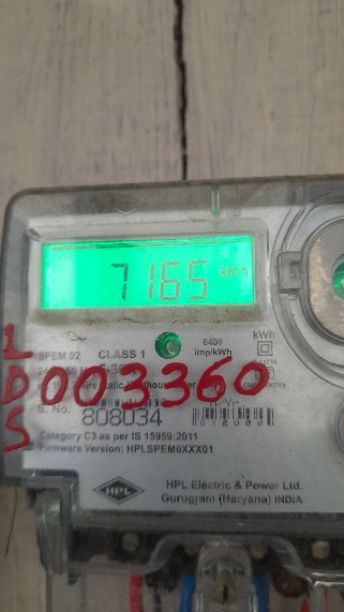 7165
kWh
SPEM 02 CLASS 1
6400 imp/kWh
LDS 003360
S. No. 808034
Category C3 as per IS 15959:2011
Firmware Version: HPLSPEM6XXX01
HPL
HPL Electric & Power Ltd.
Gurugram (Haryana) INDIA